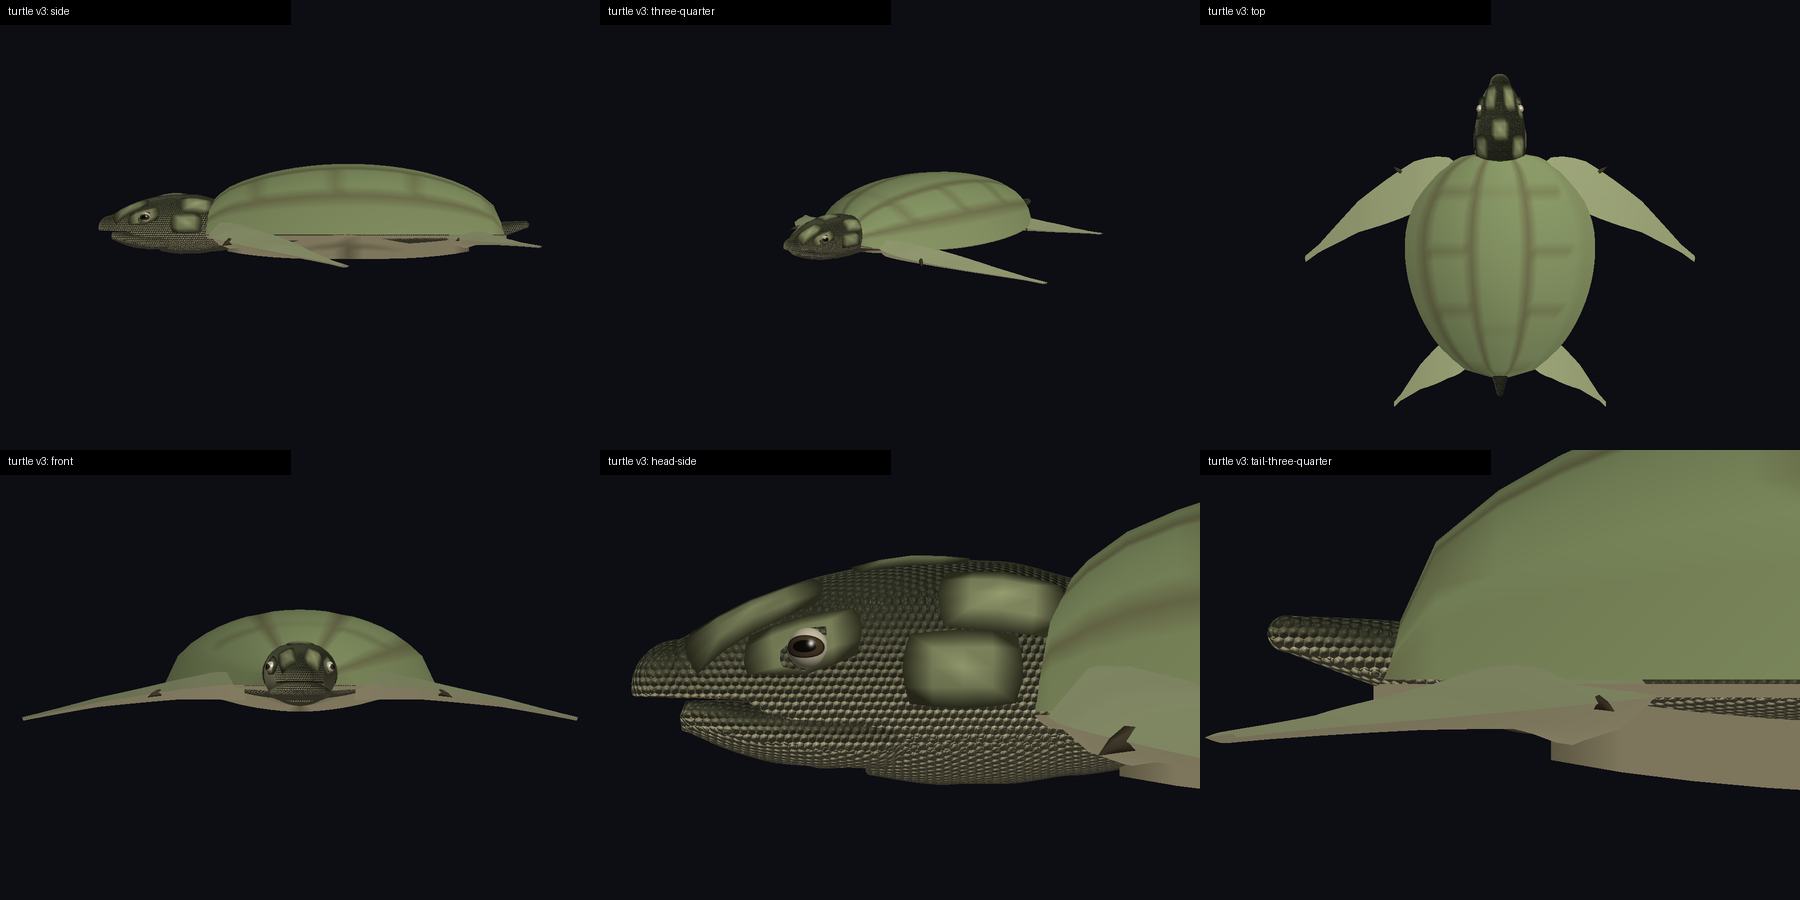 turtle v3: side
turtle v3: three-quarter
turtle v3: top
turtle v3: front
turtle v3: head-side
turtle v3: tail-three-quarter